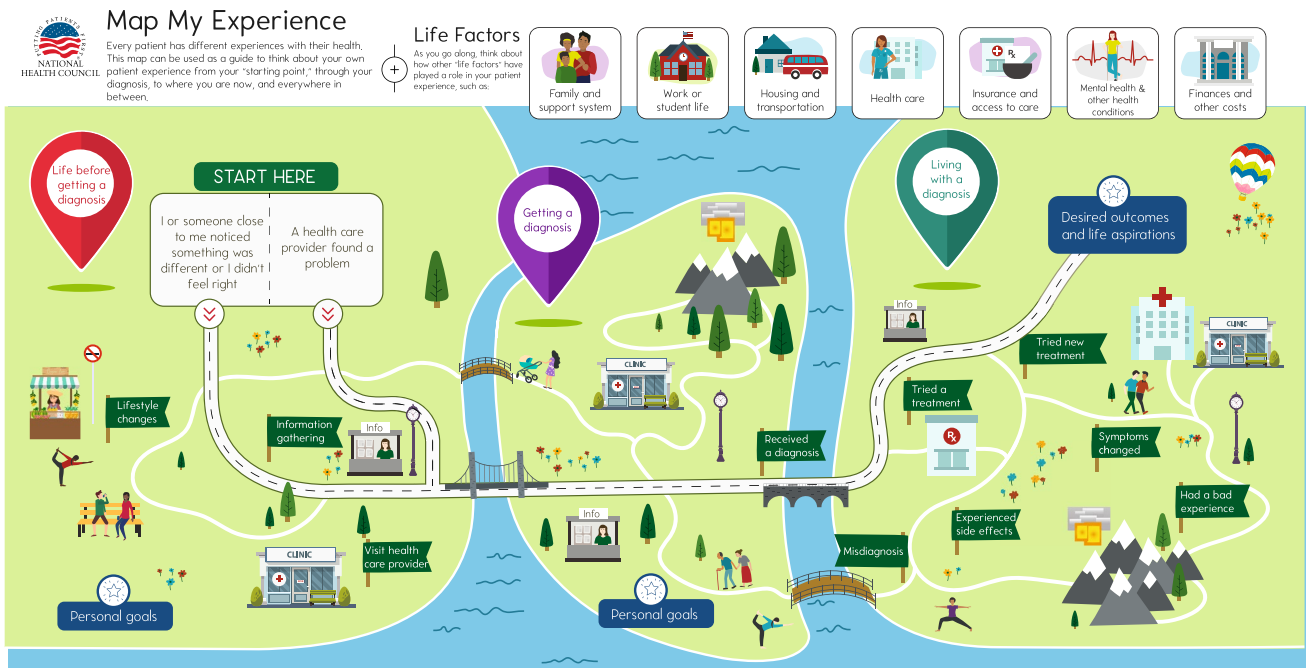 PUTTING PATIENTS FIRST
NATIONAL
HEALTH COUNCIL
Map My Experience
Every patient has different experiences with their health.
This map can be used as a guide to think about your own
patient experience from your "starting point," through your
diagnosis, to where you are now, and everywhere in
between.
+
Life Factors
As you go along, think about
how other "life factors" have
played a role in your patient
experience, such as:
Family and
support system
Work or
student life
Housing and
transportation
Health care
Rx
Insurance and
access to care
Mental health &
other health
conditions
Finances and
other costs
Life before
getting a
diagnosis
START HERE
I or someone close
to me noticed
something was
different or I didn't
feel right
A health care
provider found a
problem
Getting a
diagnosis
Living
with a
diagnosis
Desired outcomes
and life aspirations
Info
CLINIC
Tried new
treatment
CLINIC
Tried a
treatment
Lifestyle
changes
Information
gathering
Info
Received
a diagnosis
Rx
Symptoms
changed
Had a bad
experience
Info
Experienced
side effects
Visit health
care provider
CLINIC
Misdiagnosis
Personal goals
Personal goals